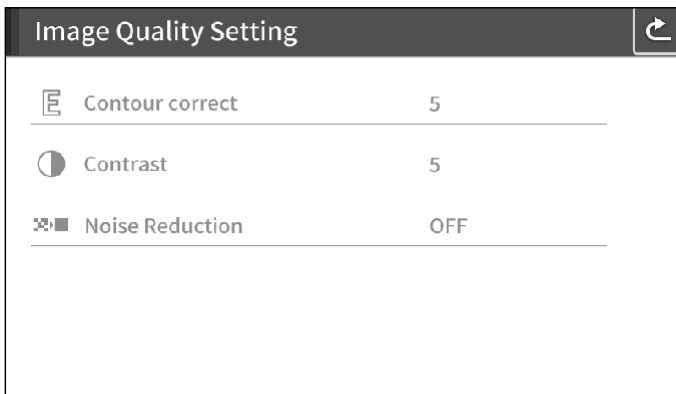 Image Quality Setting
Contour correct 5
Contrast 5
Noise Reduction OFF